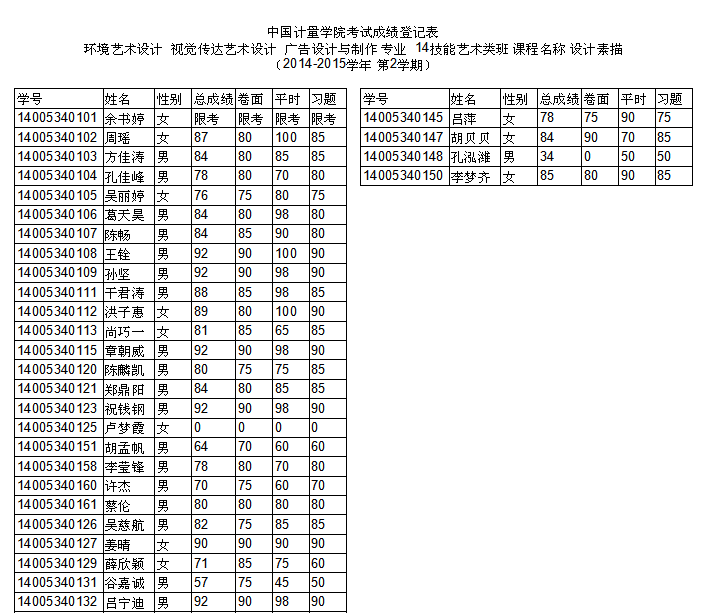 中国计量学院考试成绩登记表
环境艺术设计 视觉传达艺术设计 广告设计与制作 专业 14技能艺术类班 课程名称 设计素描
（2014-2015学年 第2学期）
学号 姓名 性别 总成绩 卷面 平时 习题
14005340101 余书婷 女 限考 限考 限考 限考
14005340102 周瑶 女 87 80 100 85
14005340103 方佳涛 男 84 80 85 85
14005340104 孔佳峰 男 78 80 70 80
14005340105 吴丽婷 女 76 75 80 75
14005340106 葛天昊 男 84 80 98 80
14005340107 陈畅 男 84 85 90 80
14005340108 王铨 男 92 90 100 90
14005340109 孙坚 男 92 90 98 90
14005340111 干君涛 男 88 85 98 85
14005340112 洪子惠 女 89 80 100 90
14005340113 尚巧一 女 81 85 65 85
14005340115 章朝威 男 92 90 98 90
14005340120 陈麟凯 男 80 75 75 85
14005340121 郑鼎阳 男 84 80 85 85
14005340123 祝钱钢 男 92 90 98 90
14005340125 卢梦霞 女 0 0 0 0
14005340151 胡孟帆 男 64 70 60 60
14005340158 李莹锋 男 78 80 70 80
14005340160 许杰 男 70 75 60 70
14005340161 蔡伦 男 80 80 80 80
14005340126 吴慈航 男 82 75 85 85
14005340127 姜晴 女 90 90 90 90
14005340129 薛欣颖 女 71 85 75 60
14005340131 谷嘉诚 男 57 75 45 50
14005340132 吕宁迪 男 92 90 98 90
学号 姓名 性别 总成绩 卷面 平时 习题
14005340145 吕萍 女 78 75 90 75
14005340147 胡贝贝 女 84 90 70 85
14005340148 孔泓潍 男 34 0 50 50
14005340150 李梦齐 女 85 80 90 85